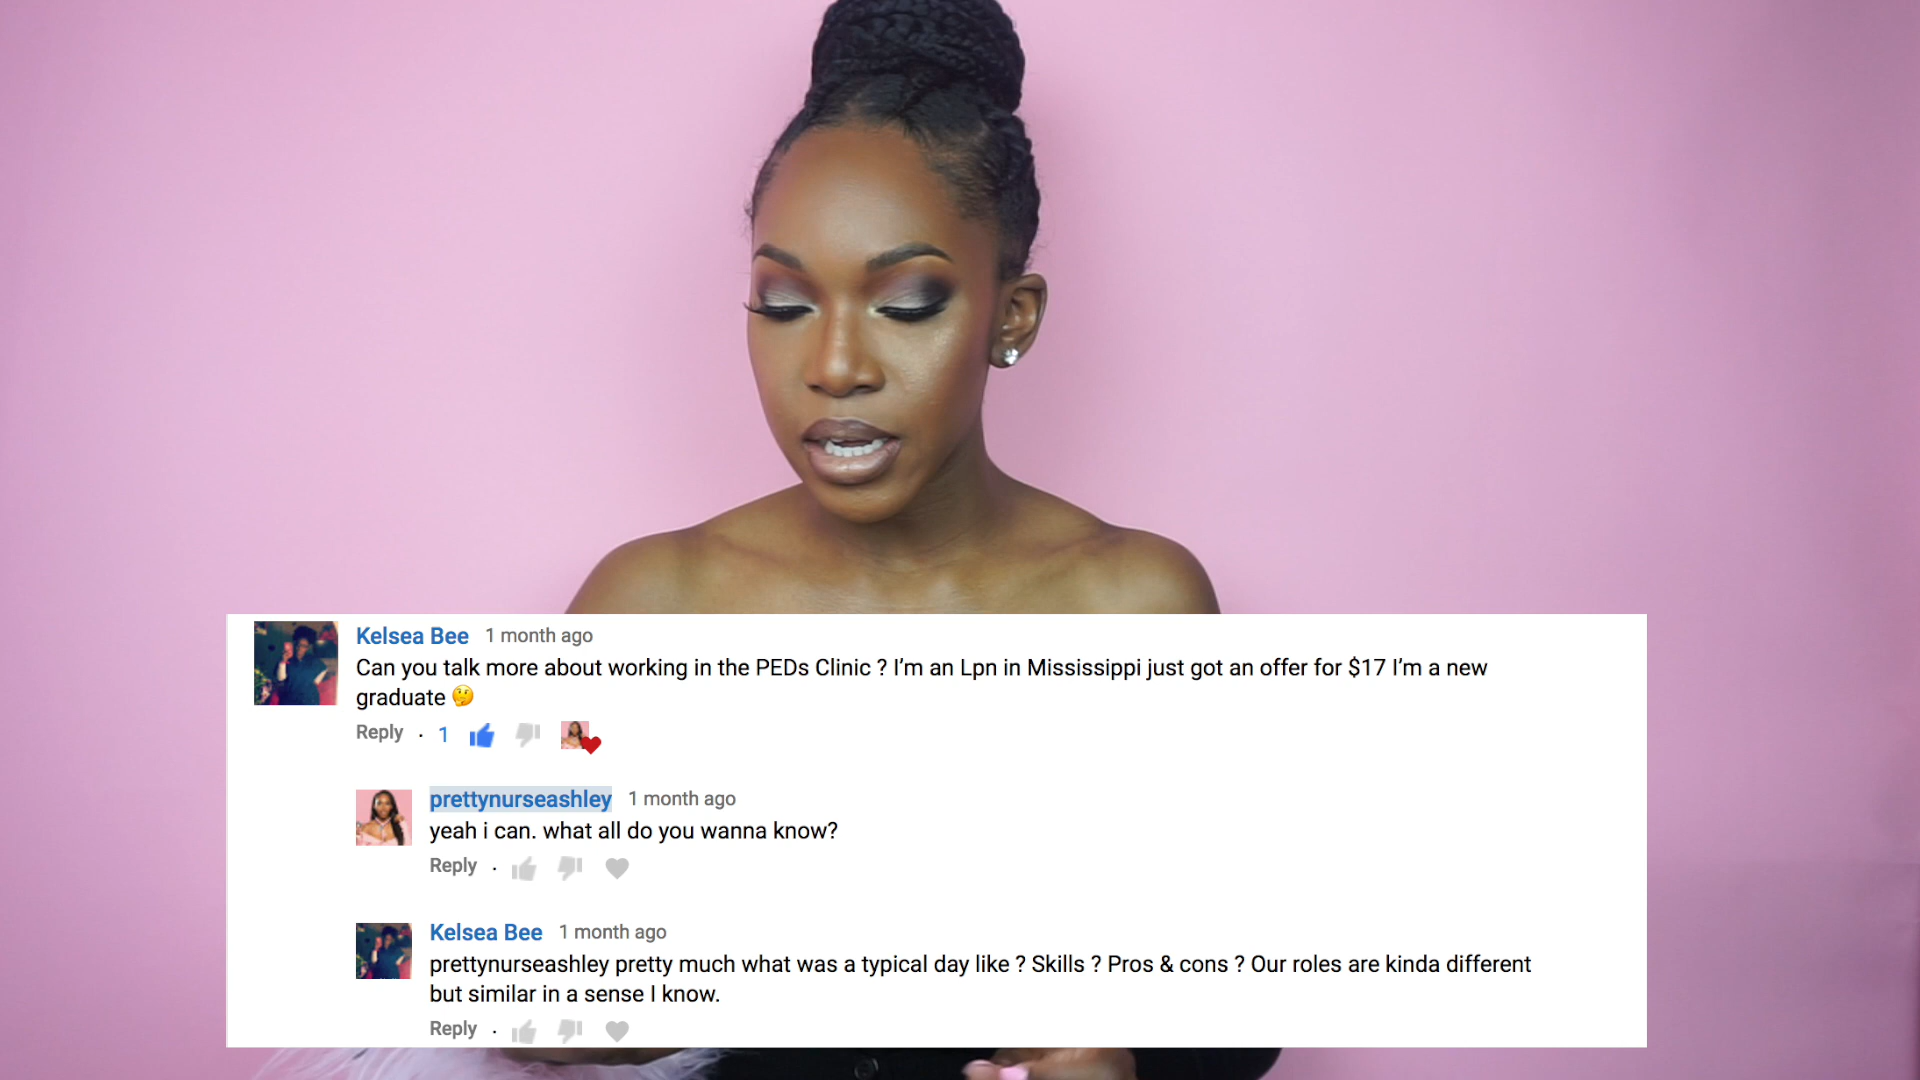 Kelsea Bee 1 month ago
Can you talk more about working in the PEDs Clinic ? I’m an Lpn in Mississippi just got an offer for $17 I’m a new
graduate 🤔
Reply · 1
prettynurseashley 1 month ago
yeah i can. what all do you wanna know?
Reply ·
Kelsea Bee 1 month ago
prettynurseashley pretty much what was a typical day like ? Skills ? Pros & cons ? Our roles are kinda different
but similar in a sense I know.
Reply ·